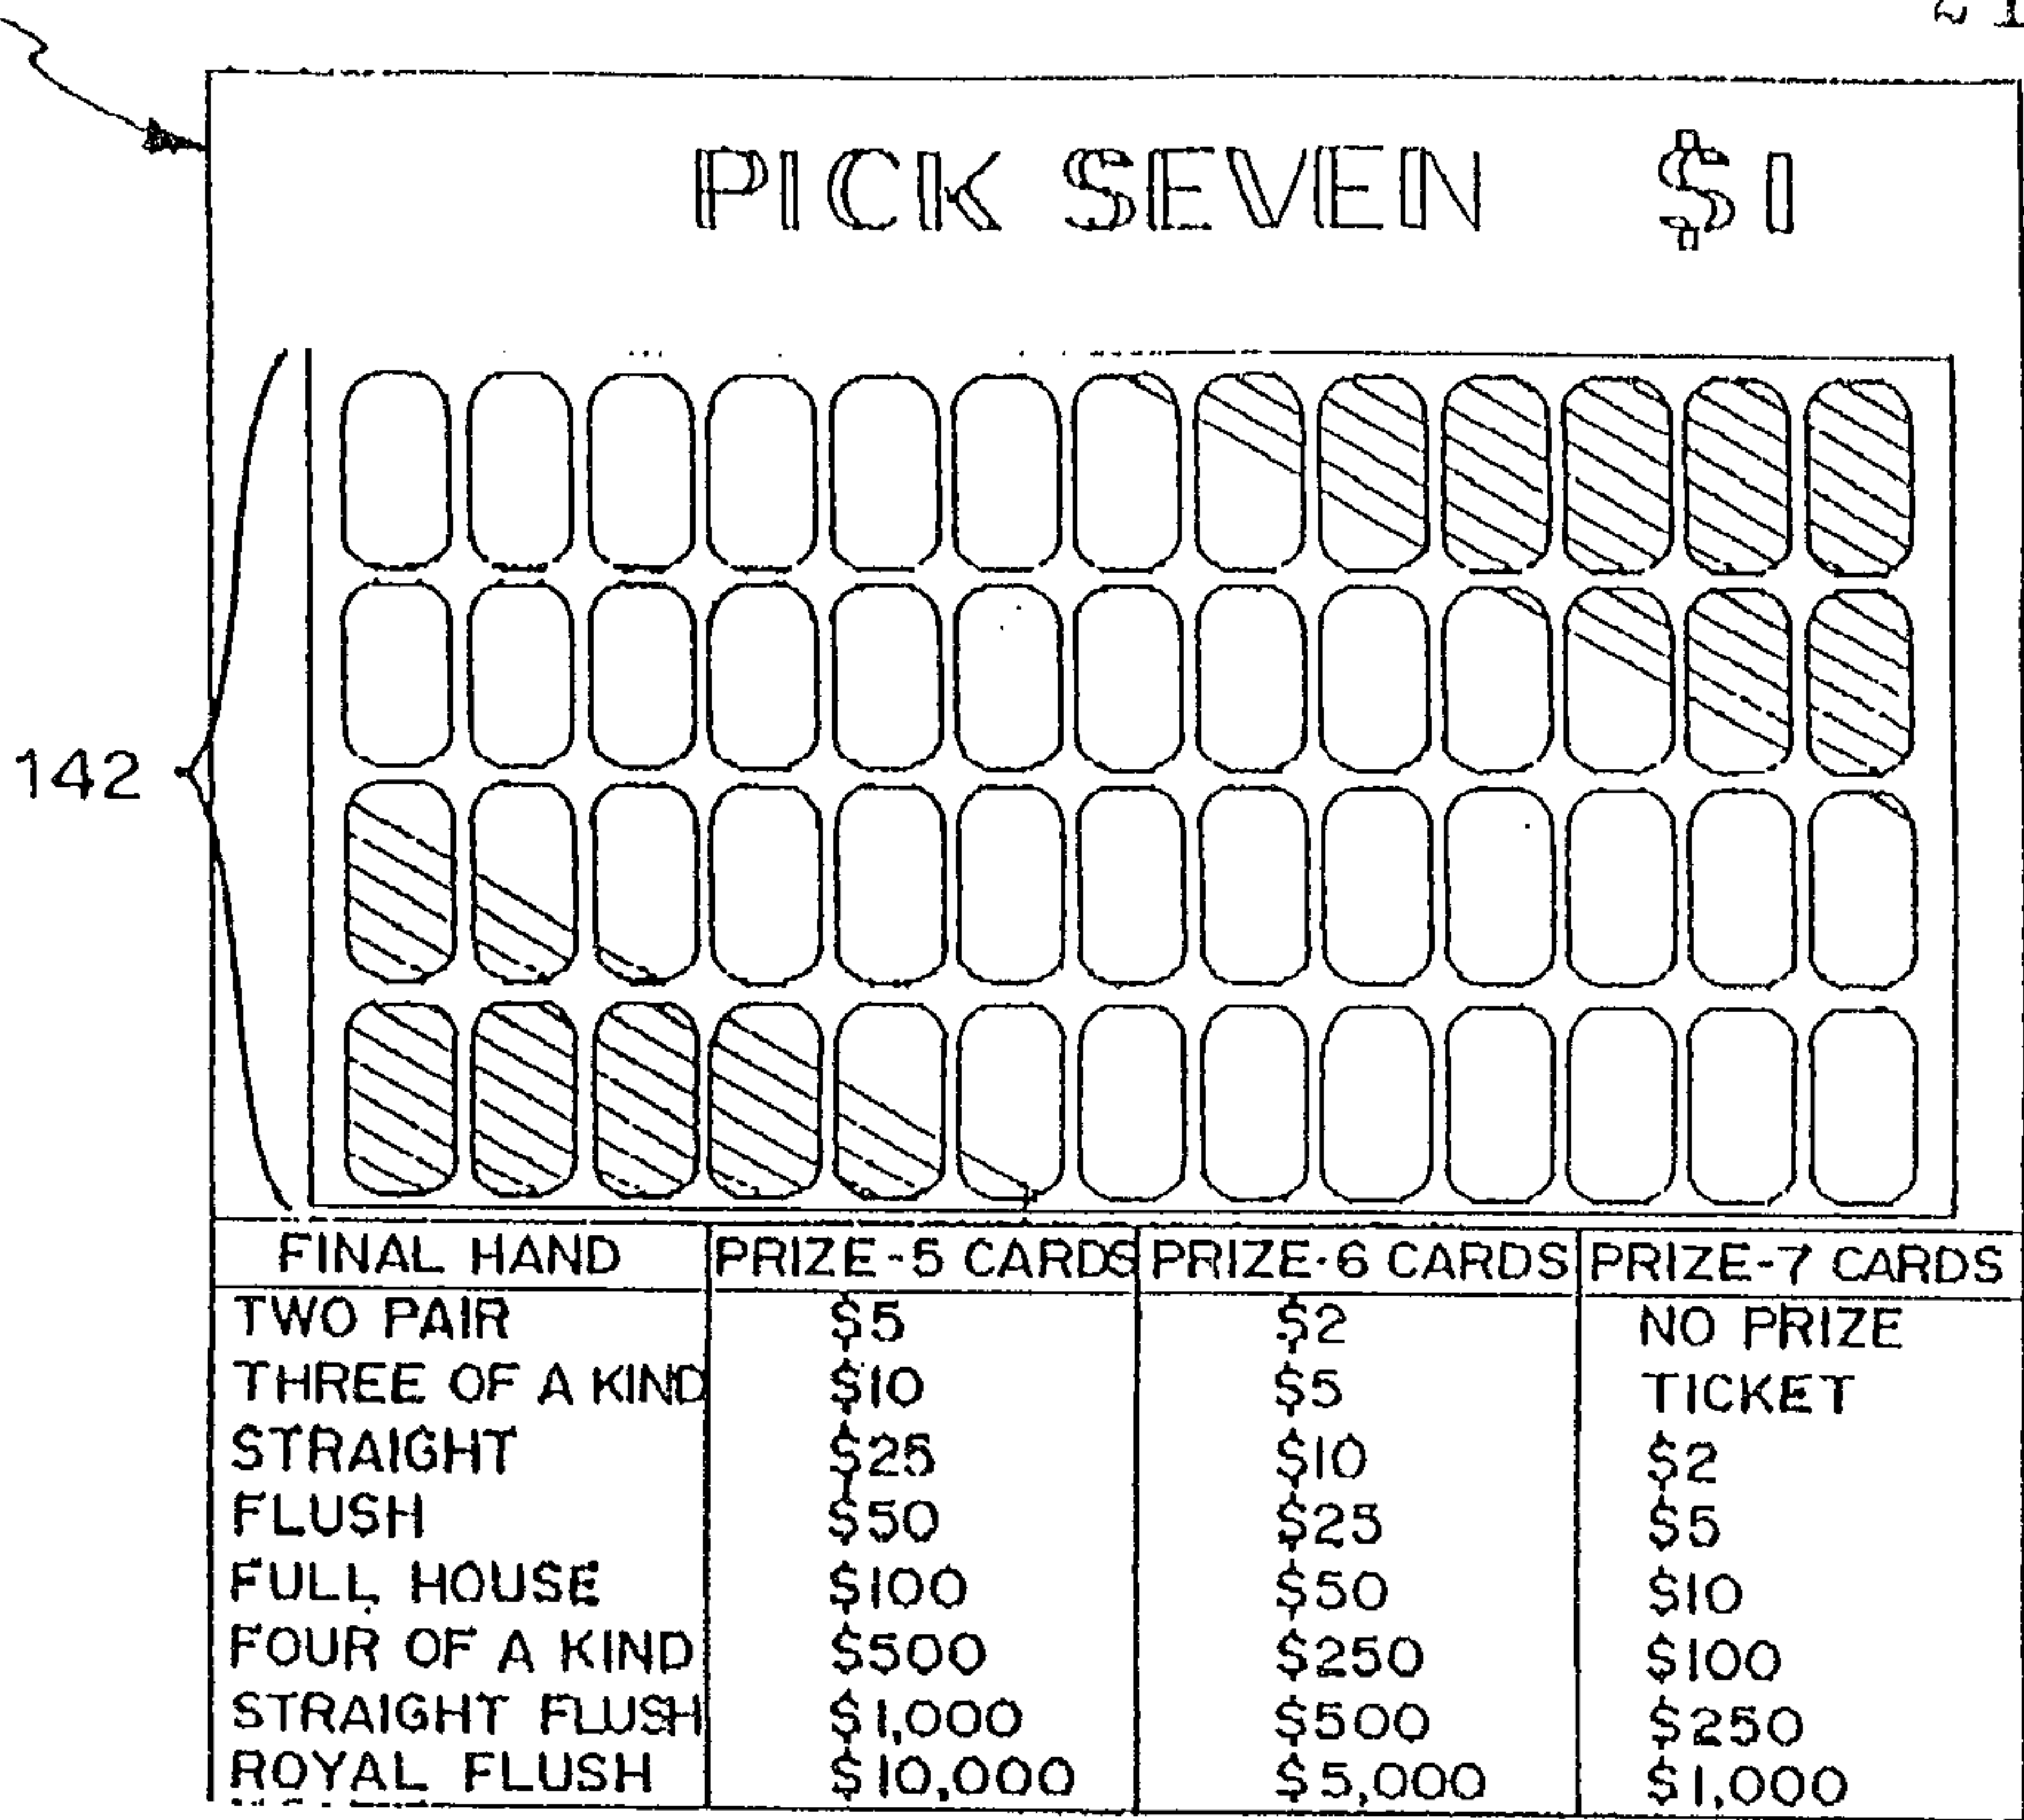 PICK SEVEN $1
142
FINAL HAND PRIZE-5 CARDS PRIZE-6 CARDS PRIZE-7 CARDS
TWO PAIR $5 $2 NO PRIZE
THREE OF A KIND $10 $5 TICKET
STRAIGHT $25 $10 $2
FLUSH $50 $25 $5
FULL HOUSE $100 $50 $10
FOUR OF A KIND $500 $250 $100
STRAIGHT FLUSH $1,000 $500 $250
ROYAL FLUSH $10,000 $5,000 $1,000